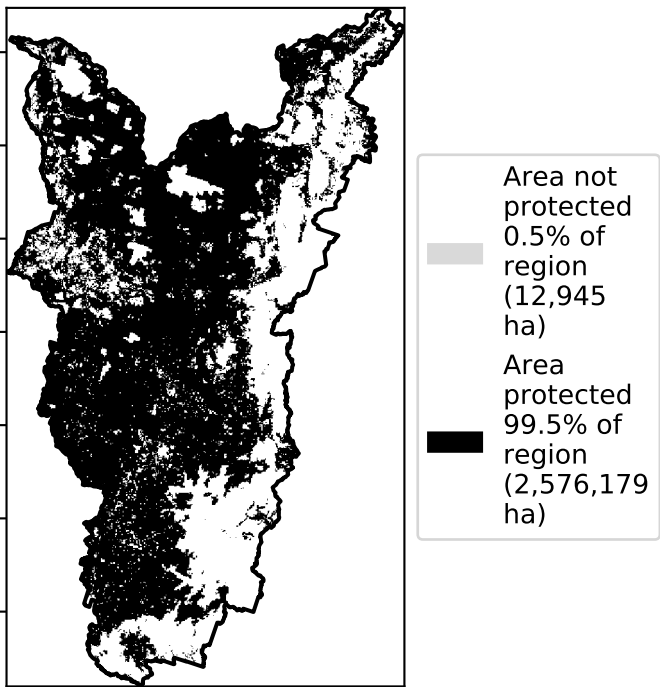 Area not
protected
0.5% of
region
(12,945
ha)
Area
protected
99.5% of
region
(2,576,179
ha)